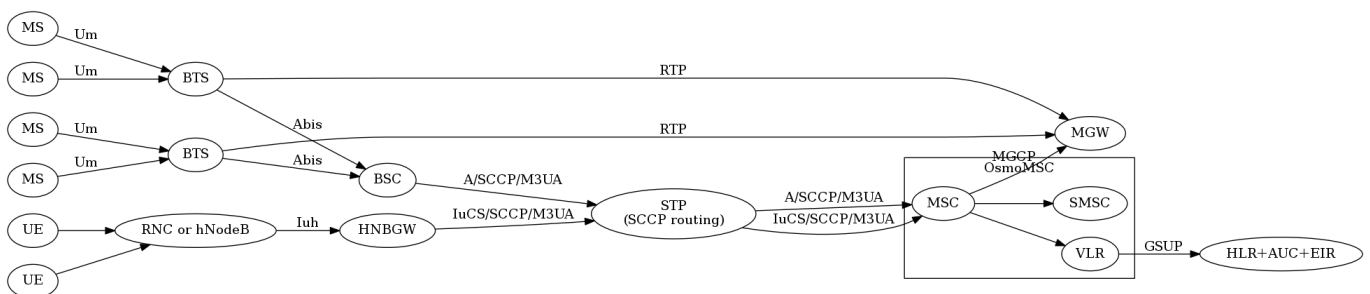 MS
Um
MS
Um
BTS
RTP
MS
Um
Abis
RTP
MGW
BTS
MS
Um
Abis
BSC
MGCP
OsmoMSC
A/SCCP/M3UA
STP
(SCCP routing)
A/SCCP/M3UA
MSC
SMSC
IuCS/SCCP/M3UA
IuCS/SCCP/M3UA
UE
RNC or hNodeB
Iuh
HNBGW
VLR
GSUP
HLR+AUC+EIR
UE